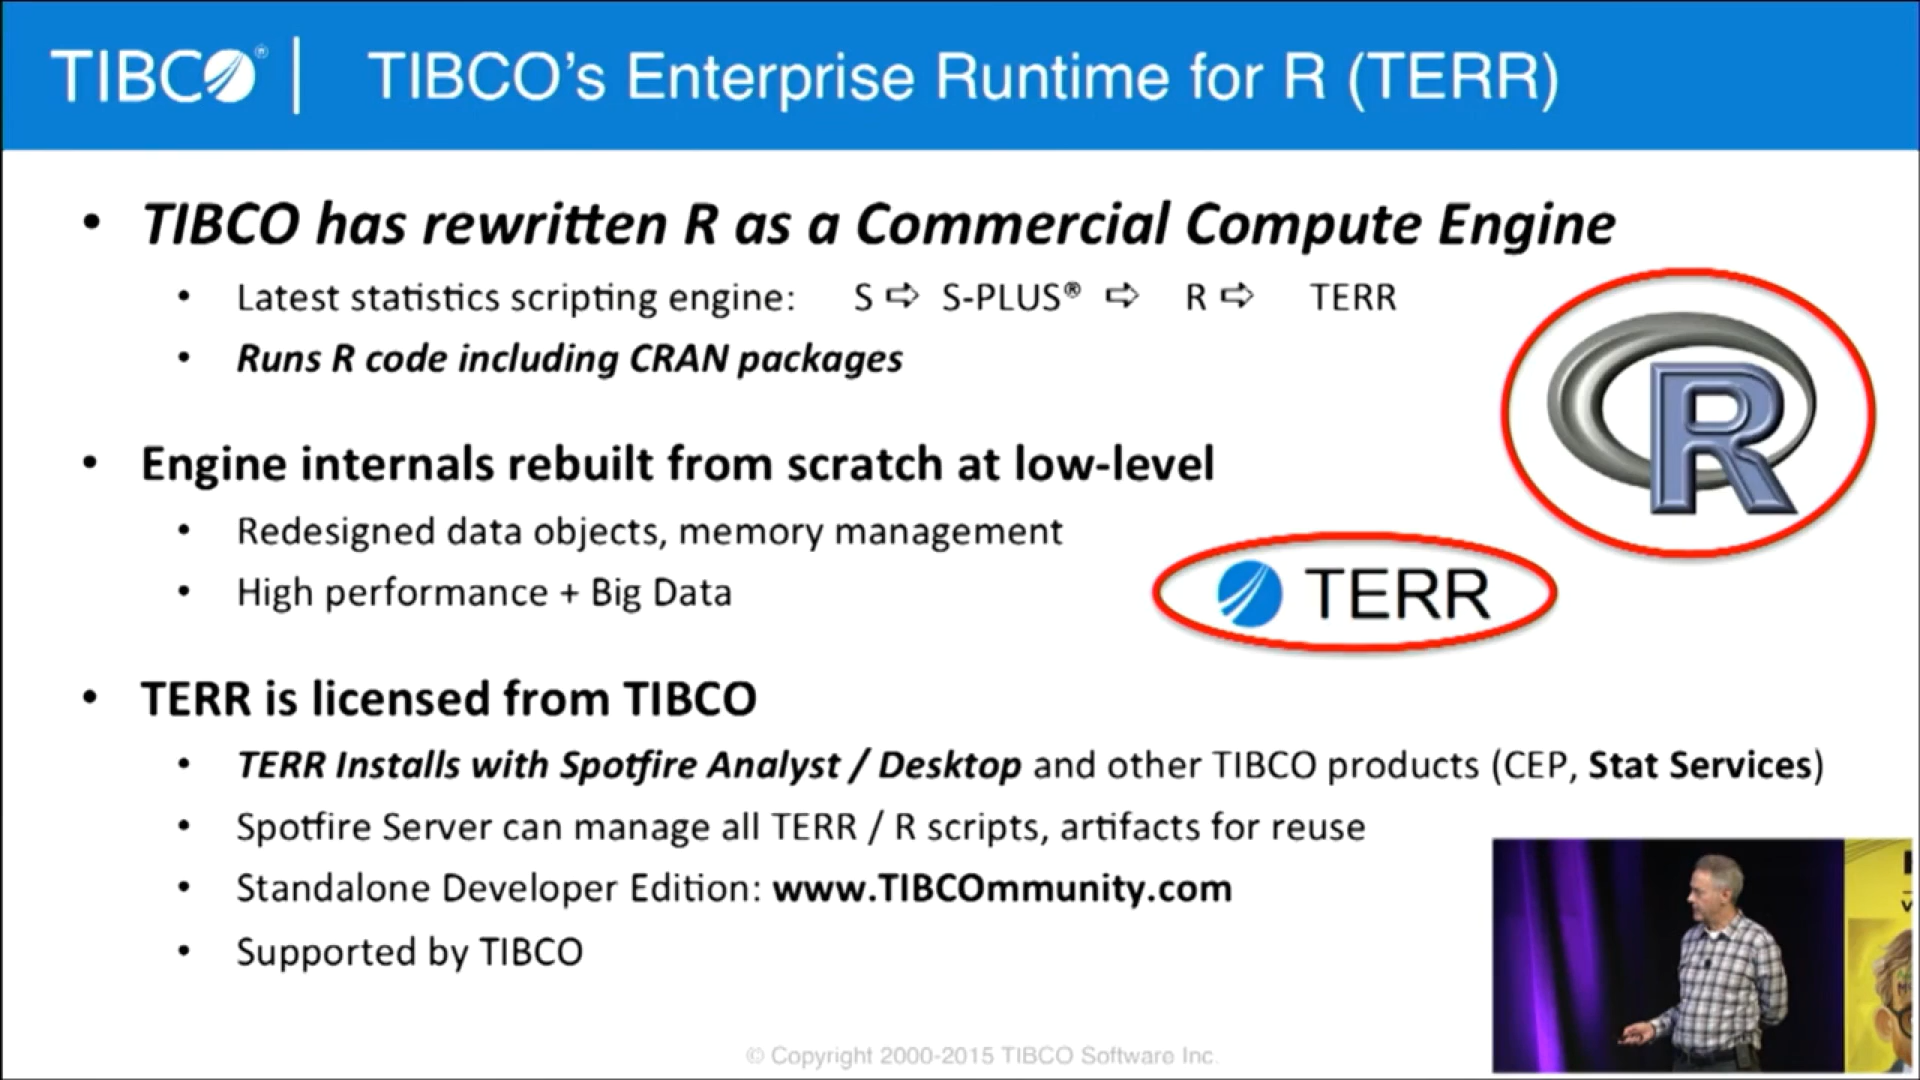 TIBCO® | TIBCO's Enterprise Runtime for R (TERR)
• TIBCO has rewritten R as a Commercial Compute Engine
• Latest statistics scripting engine: S ⇨ S-PLUS® ⇨ R ⇨ TERR
• Runs R code including CRAN packages
R
• Engine internals rebuilt from scratch at low-level
• Redesigned data objects, memory management
• High performance + Big Data
TERR
• TERR is licensed from TIBCO
• TERR Installs with Spotfire Analyst / Desktop and other TIBCO products (CEP, Stat Services)
• Spotfire Server can manage all TERR / R scripts, artifacts for reuse
• Standalone Developer Edition: www.TIBCOmmunity.com
• Supported by TIBCO
© Copyright 2000-2015 TIBCO Software Inc.